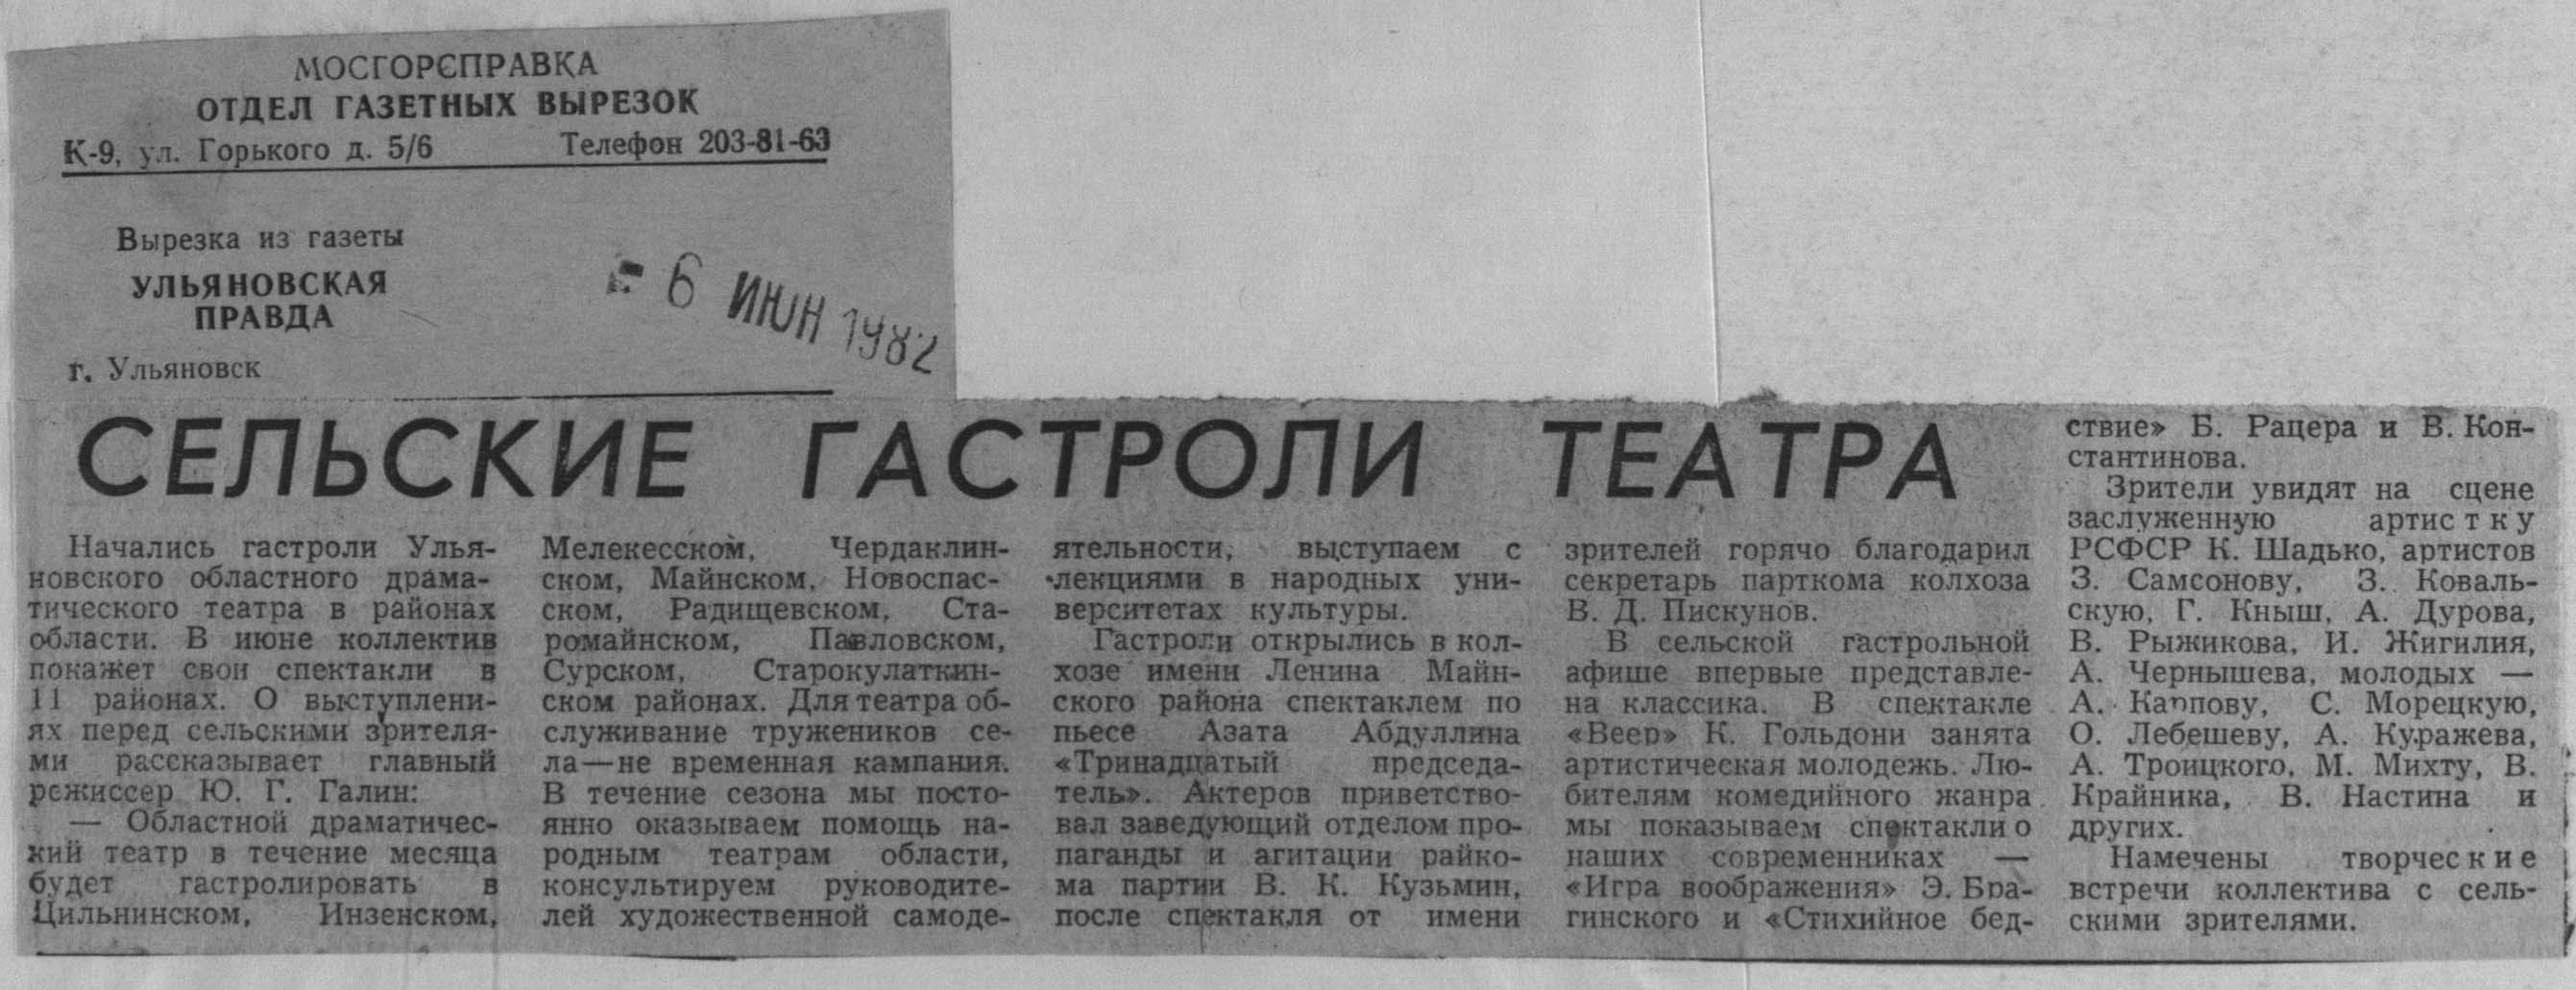 МОСГОРСПРАВКА
ОТДЕЛ ГАЗЕТНЫХ ВЫРЕЗОК
К-9, ул. Горького д. 5/6 Телефон 203-81-63
Вырезка из газеты
УЛЬЯНОВСКАЯ
ПРАВДА
- 6 ИЮН 1982
г. Ульяновск
СЕЛЬСКИЕ ГАСТРОЛИ ТЕАТРА
Начались гастроли Улья-
новского областного драма-
тического театра в районах
области. В июне коллектив
покажет свои спектакли в
11 районах. О выступлени-
ях перед сельскими зрителя-
ми рассказывает главный
режиссер Ю. Г. Галин:
— Областной драматичес-
кий театр в течение месяца
будет гастролировать в
Цильнинском, Инзенском,
Мелекесском, Чердаклин-
ском, Майнском, Новоспас-
ском, Радищевском, Ста-
ромайнском, Павловском,
Сурском, Старокулаткин-
ском районах. Для театра об-
служивание тружеников се-
ла—не временная кампания.
В течение сезона мы посто-
янно оказываем помощь на-
родным театрам области,
консультируем руководите-
лей художественной самоде-
ятельности, выступаем с
лекциями в народных уни-
верситетах культуры.
Гастроли открылись в кол-
хозе имени Ленина Майн-
ского района спектаклем по
пьесе Азата Абдуллина
«Тринадцатый председа-
тель». Актеров приветство-
вал заведующий отделом про-
паганды и агитации райко-
ма партии В. К. Кузьмин,
после спектакля от имени
зрителей горячо благодарил
секретарь парткома колхоза
В. Д. Пискунов.
В сельской гастрольной
афише впервые представле-
на классика. В спектакле
«Веер» К. Гольдони занята
артистическая молодежь. Лю-
бителям комедийного жанра
мы показываем спектакли о
наших современниках —
«Игра воображения» Э. Бра-
гинского и «Стихийное бед-
ствие» Б. Рацера и В. Кон-
стантинова.
Зрители увидят на сцене
заслуженную артистку
РСФСР К. Шадько, артистов
З. Самсонову, З. Коваль-
скую, Г. Кныш, А. Дурова,
В. Рыжикова, И. Жигилия,
А. Чернышева, молодых —
А. Карпову, С. Морецкую,
О. Лебешеву, А. Куражева,
А. Троицкого, М. Михту, В.
Крайника, В. Настина и
других.
Намечены творческие
встречи коллектива с сель-
скими зрителями.